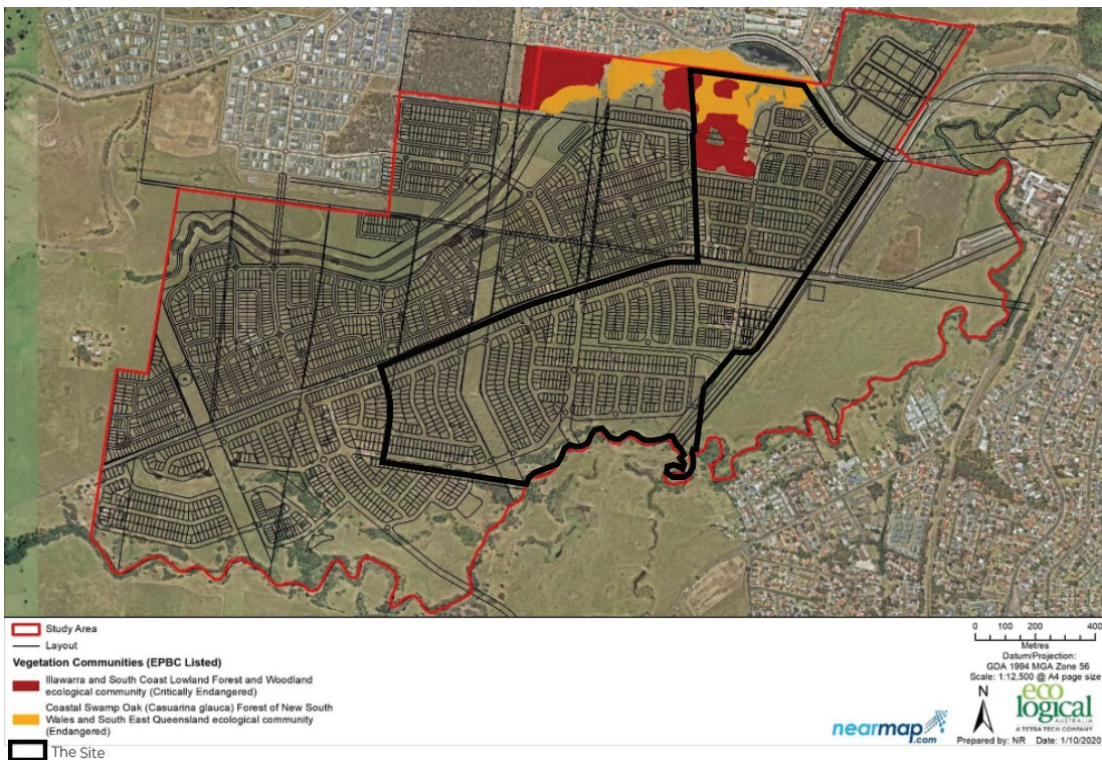 Study Area
Layout
Vegetation Communities (EPBC Listed)
Illawarra and South Coast Lowland Forest and Woodland
ecological community (Critically Endangered)
Coastal Swamp Oak (Casuarina glauca) Forest of New South
Wales and South East Queensland ecological community
(Endangered)
The Site
nearmap
.com
0 100 200 400
Metres
Datum/Projection:
GDA 1994 MGA Zone 56
Scale: 1:12,500 @ A4 page size
N
eco
logical
AUSTRALIA
A TETRA TECH COMPANY
Prepared by: NR Date: 1/10/2020